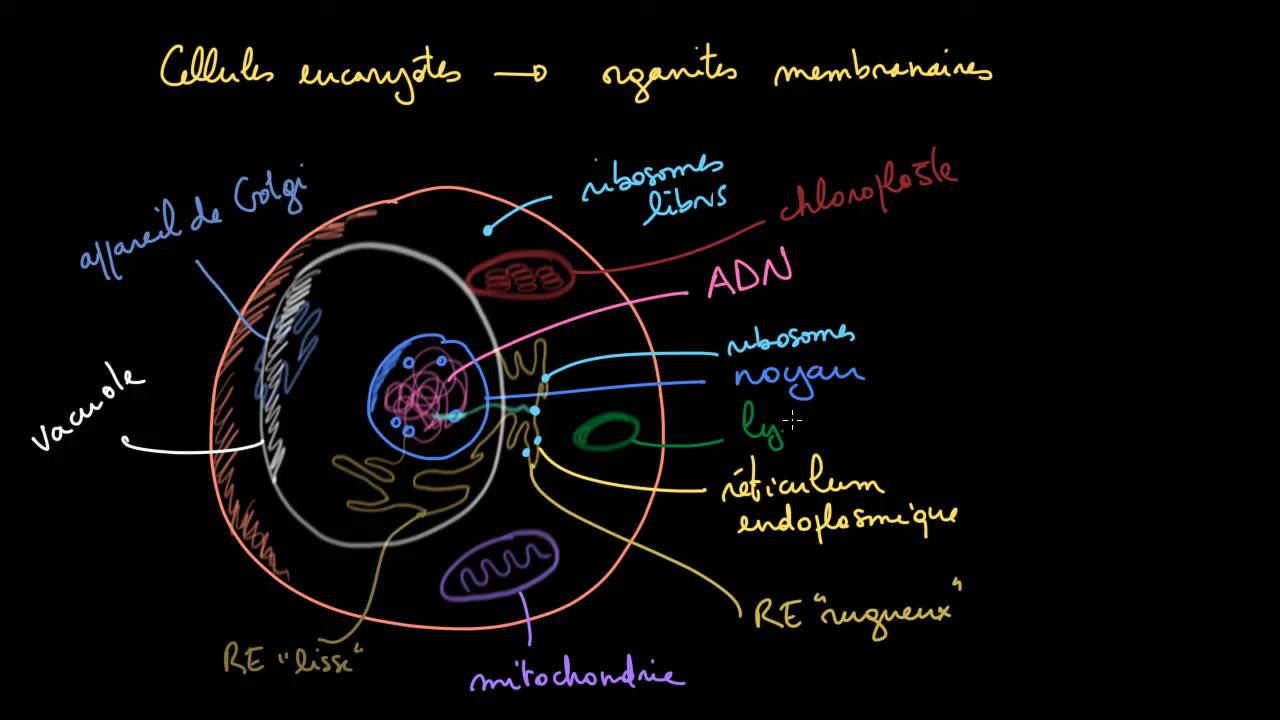 Cellules eucaryotes → organites membranaires
appareil de Golgi
ribosomes
libres
chloroplaste
ADN
vacuole
ribosomes
noyau
ly
réticulum
endoplasmique
RE "rugueux"
RE "lisse"
mitochondrie